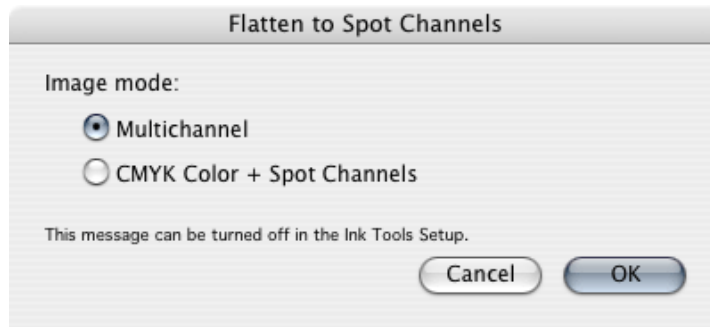 Flatten to Spot Channels
Image mode:
Multichannel
CMYK Color + Spot Channels
This message can be turned off in the Ink Tools Setup.
Cancel OK